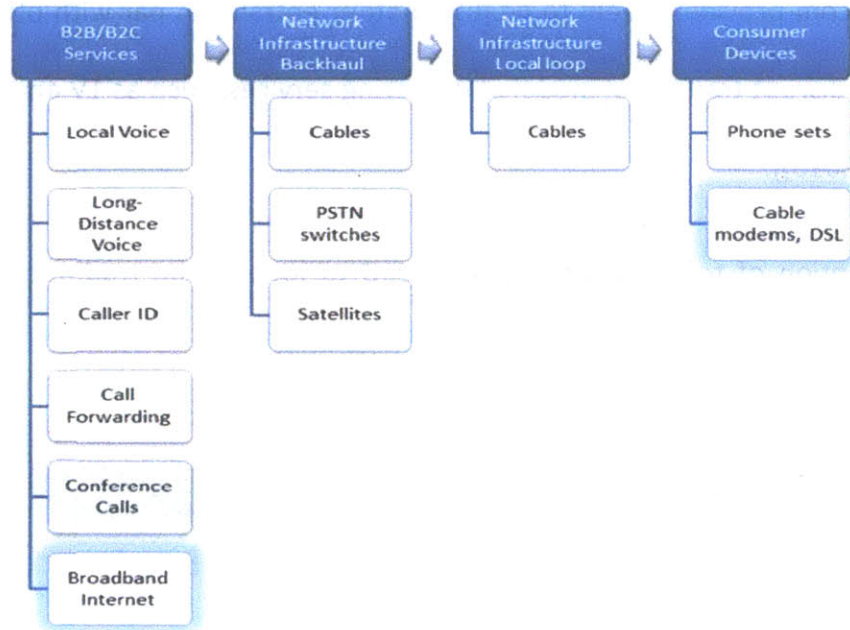 B2B/B2C
Services
Local Voice
Long-
Distance
Voice
Caller ID
Call
Forwarding
Conference
Calls
Broadband
Internet
Network
Infrastructure
Backhaul
Cables
PSTN
switches
Satellites
Network
Infrastructure
Local loop
Cables
Consumer
Devices
Phone sets
Cable
modems, DSL